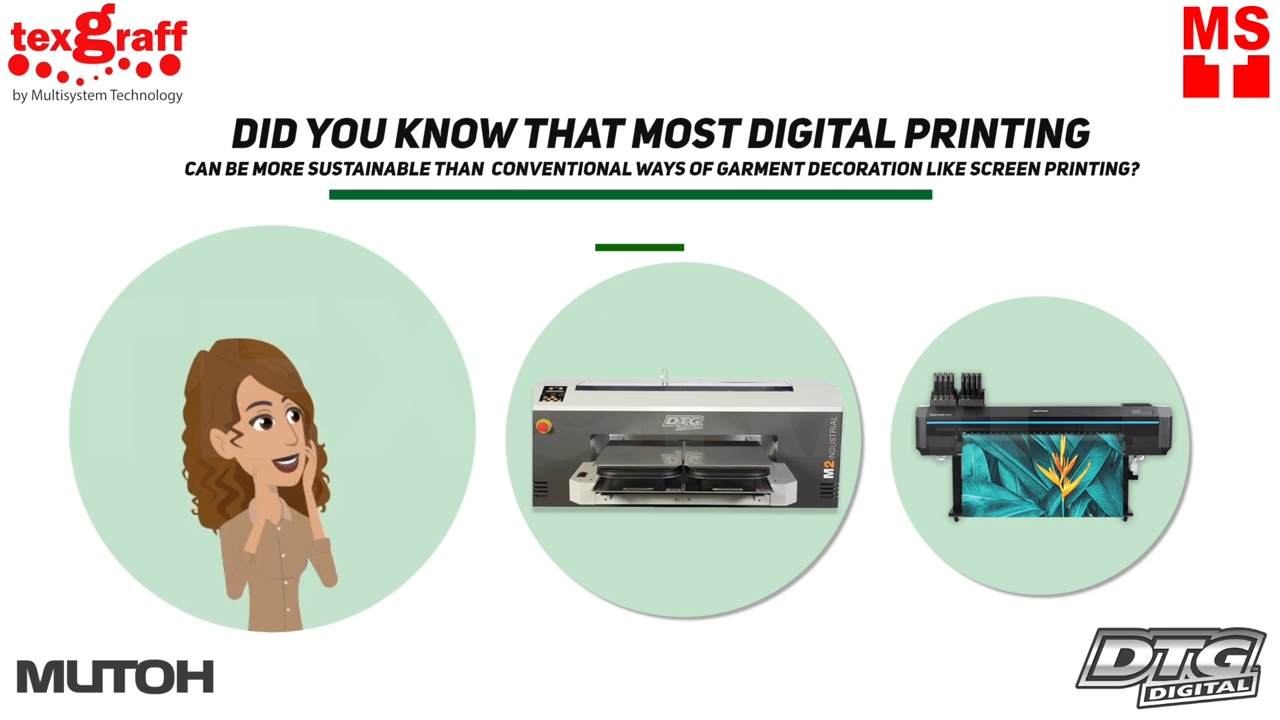 texgraff
by Multisystem Technology
MS
DID YOU KNOW THAT MOST DIGITAL PRINTING
CAN BE MORE SUSTAINABLE THAN CONVENTIONAL WAYS OF GARMENT DECORATION LIKE SCREEN PRINTING?
DTG
DIGITAL
M2 INDUSTRIAL
MUTOH
DTG
DIGITAL